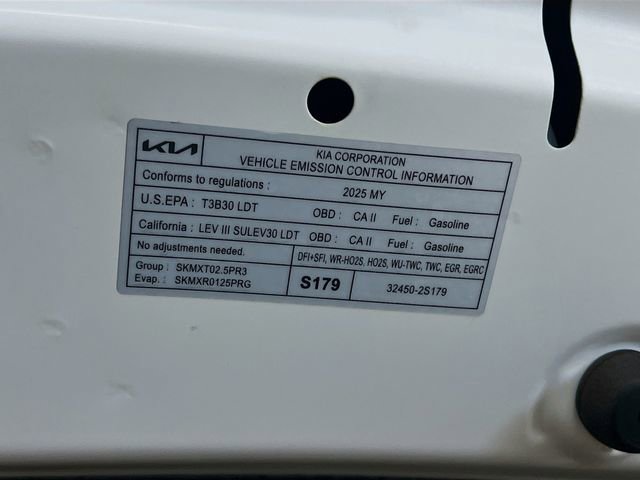 KIA
KIA CORPORATION
VEHICLE EMISSION CONTROL INFORMATION
Conforms to regulations : 2025 MY
U.S.EPA : T3B30 LDT OBD : CA II Fuel : Gasoline
California : LEV III SULEV30 LDT OBD : CA II Fuel : Gasoline
No adjustments needed. DFI+SFI, WR-HO2S, HO2S, WU-TWC, TWC, EGR, EGRC
Group : SKMXT02.5PR3
Evap. : SKMXR0125PRG
S179
32450-2S179